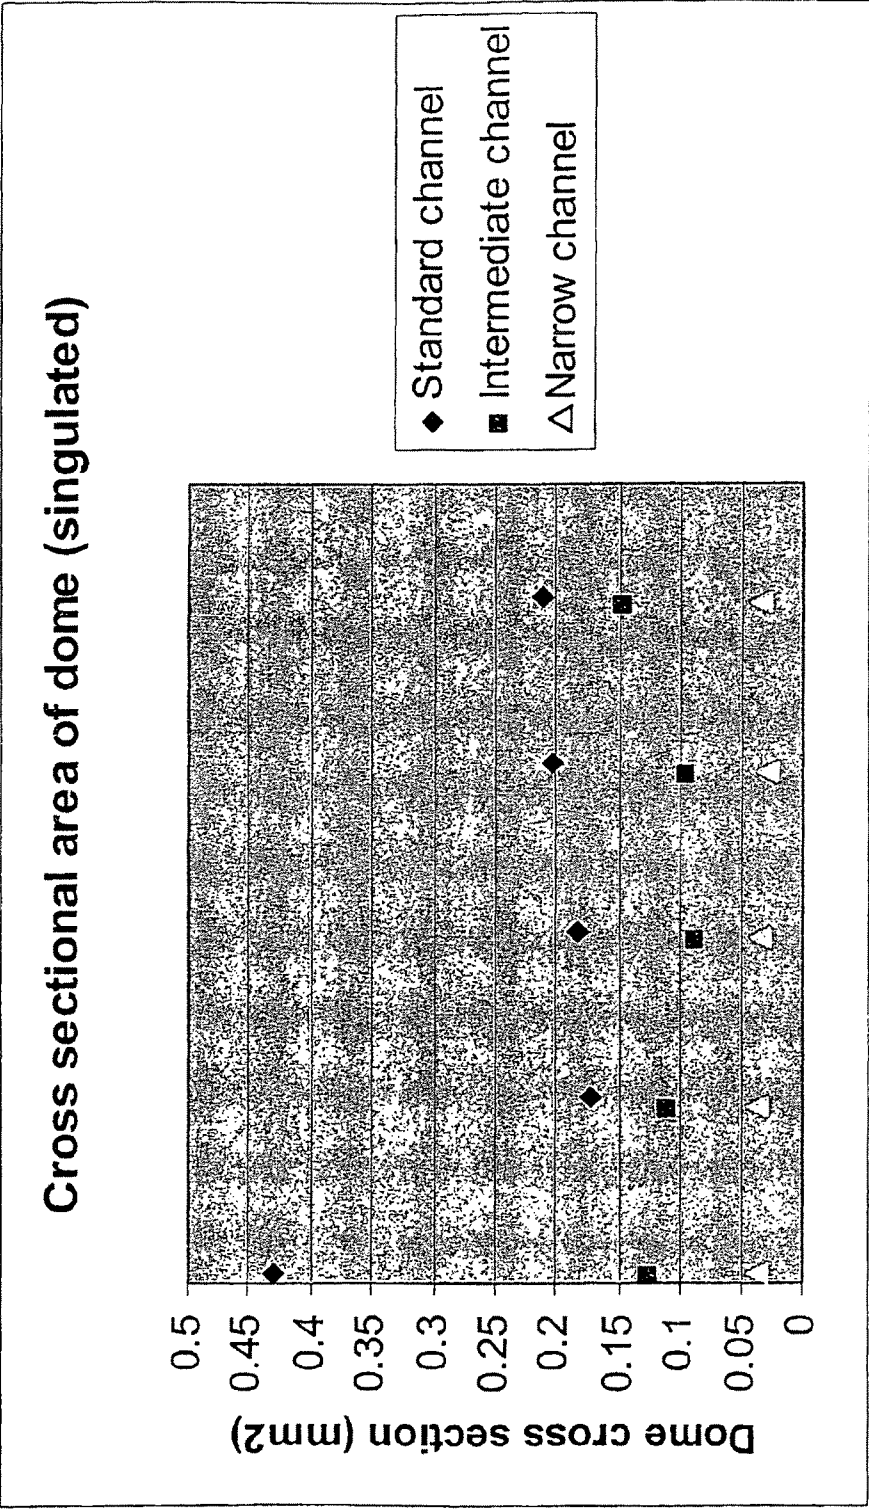 Cross sectional area of dome (singulated)
Dome cross section (mm2)
0.5
0.45
0.4
0.35
0.3
0.25
0.2
0.15
0.1
0.05
0
Standard channel
Intermediate channel
Narrow channel